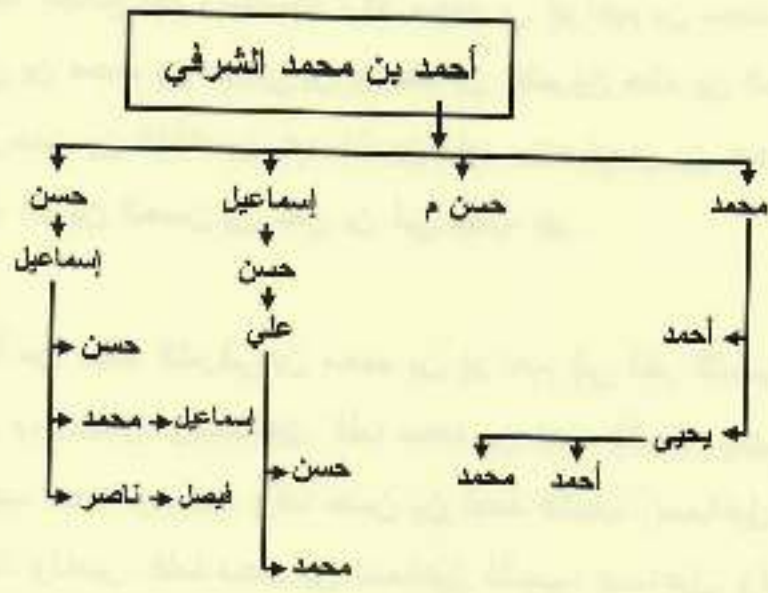 أحمد بن محمد الشرفي
محمد حسن م إسماعيل حسن
حسن إسماعيل
أحمد علي
حسن
يحيى محمد إسماعيل
أحمد محمد حسن
ناصر فيصل
محمد